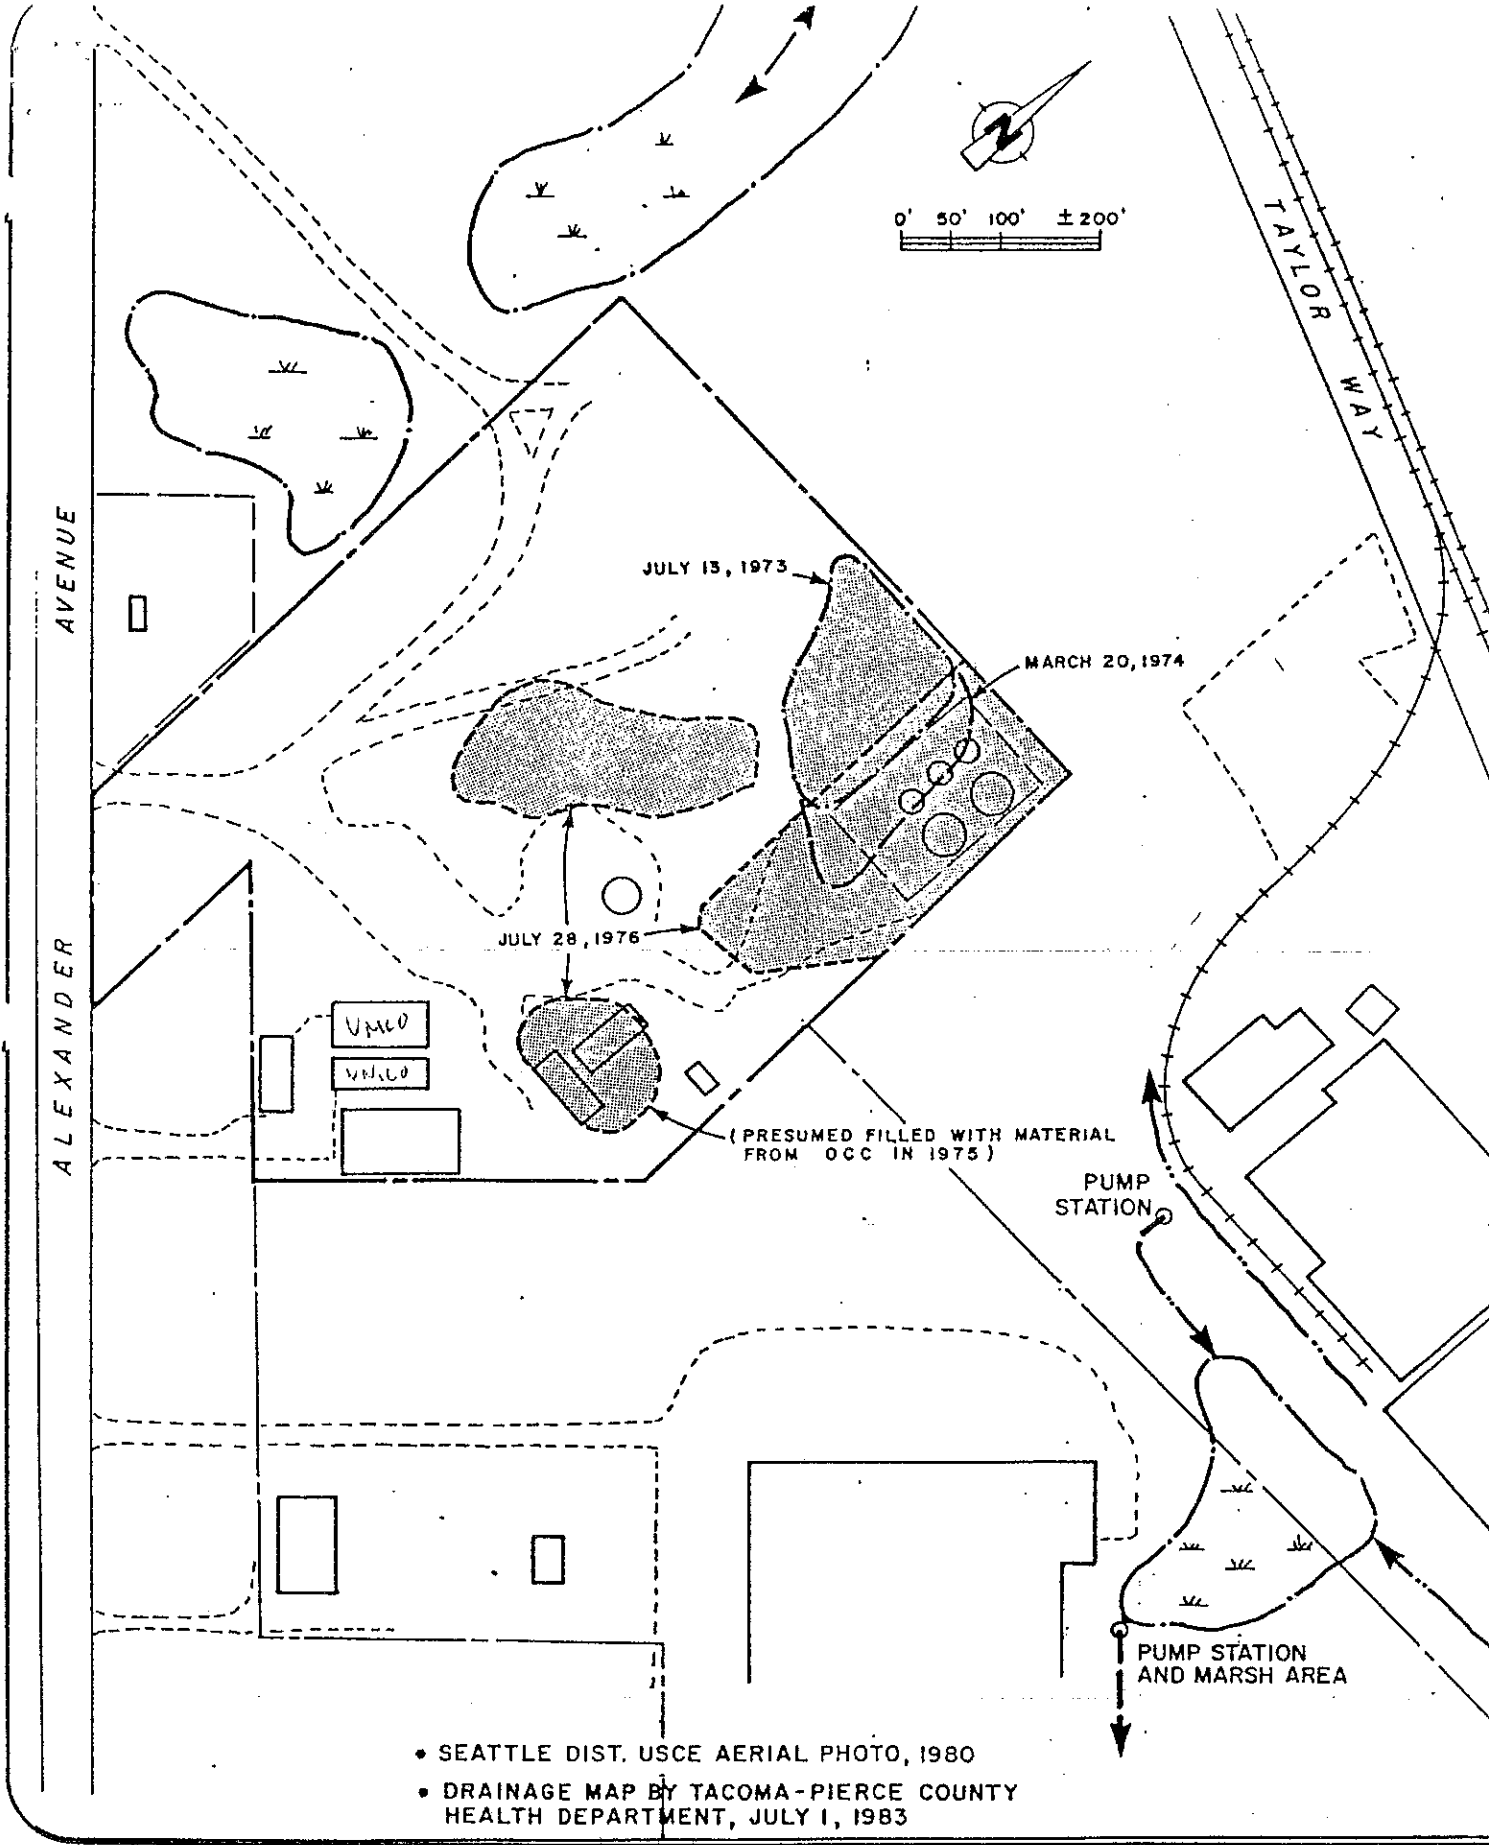 N
0' 50' 100' ±200'
TAYLOR WAY
JULY 13, 1973
MARCH 20, 1974
AVENUE
JULY 28, 1976
ALEXANDER
UNICO
UNICO
(PRESUMED FILLED WITH MATERIAL
FROM OCC IN 1975)
PUMP
STATION
PUMP STATION
AND MARSH AREA
• SEATTLE DIST. USCE AERIAL PHOTO, 1980
• DRAINAGE MAP BY TACOMA-PIERCE COUNTY
HEALTH DEPARTMENT, JULY 1, 1983